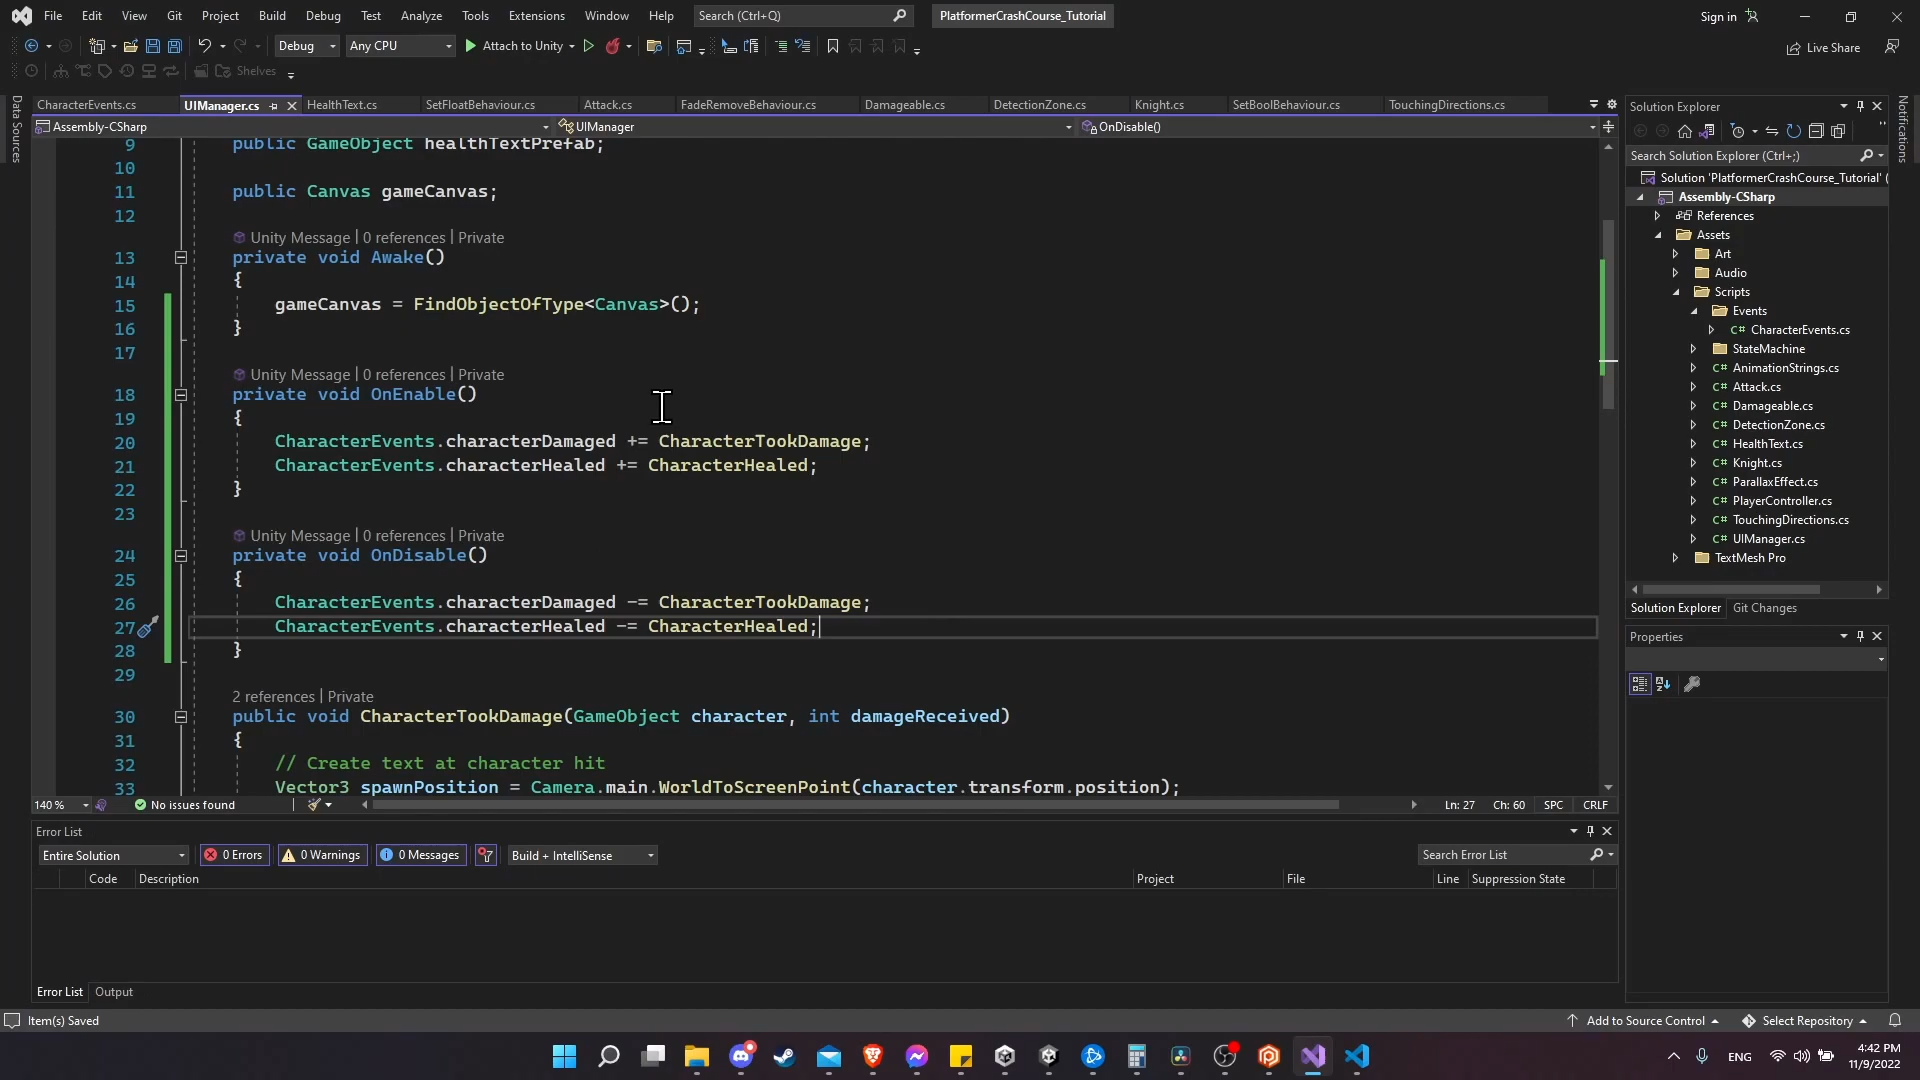 File Edit View Git Project Build Debug Test Analyze Tools Extensions Window Help Search (Ctrl+Q) PlatformerCrashCourse_Tutorial Sign in
Debug Any CPU Attach to Unity Live Share
Shelves
CharacterEvents.cs UIManager.cs HealthText.cs SetFloatBehaviour.cs Attack.cs FadeRemoveBehaviour.cs Damageable.cs DetectionZone.cs Knight.cs SetBoolBehaviour.cs TouchingDirections.cs
Assembly-CSharp UIManager OnDisable()
Data Sources
9 public GameObject healthTextPrefab;
10
11 public Canvas gameCanvas;
12
Unity Message | 0 references | Private
13 private void Awake()
14 {
15 gameCanvas = FindObjectOfType<Canvas>();
16 }
17
Unity Message | 0 references | Private
18 private void OnEnable()
19 {
20 CharacterEvents.characterDamaged += CharacterTookDamage;
21 CharacterEvents.characterHealed += CharacterHealed;
22 }
23
Unity Message | 0 references | Private
24 private void OnDisable()
25 {
26 CharacterEvents.characterDamaged -= CharacterTookDamage;
27 CharacterEvents.characterHealed -= CharacterHealed;
28 }
29
2 references | Private
30 public void CharacterTookDamage(GameObject character, int damageReceived)
31 {
32 // Create text at character hit
33 Vector3 spawnPosition = Camera.main.WorldToScreenPoint(character.transform.position);
140 % No issues found Ln: 27 Ch: 60 SPC CRLF
Error List
Entire Solution 0 Errors 0 Warnings 0 Messages Build + IntelliSense Search Error List
Code Description Project File Line Suppression State
Error List Output
Solution Explorer
Search Solution Explorer (Ctrl+;)
Solution 'PlatformerCrashCourse_Tutorial' (
Assembly-CSharp
References
Assets
Art
Audio
Scripts
Events
C# CharacterEvents.cs
StateMachine
C# AnimationStrings.cs
C# Attack.cs
C# Damageable.cs
C# DetectionZone.cs
C# HealthText.cs
C# Knight.cs
C# ParallaxEffect.cs
C# PlayerController.cs
C# TouchingDirections.cs
C# UIManager.cs
TextMesh Pro
Solution Explorer Git Changes
Properties
Notifications
Item(s) Saved Add to Source Control Select Repository
ENG 4:42 PM
11/9/2022